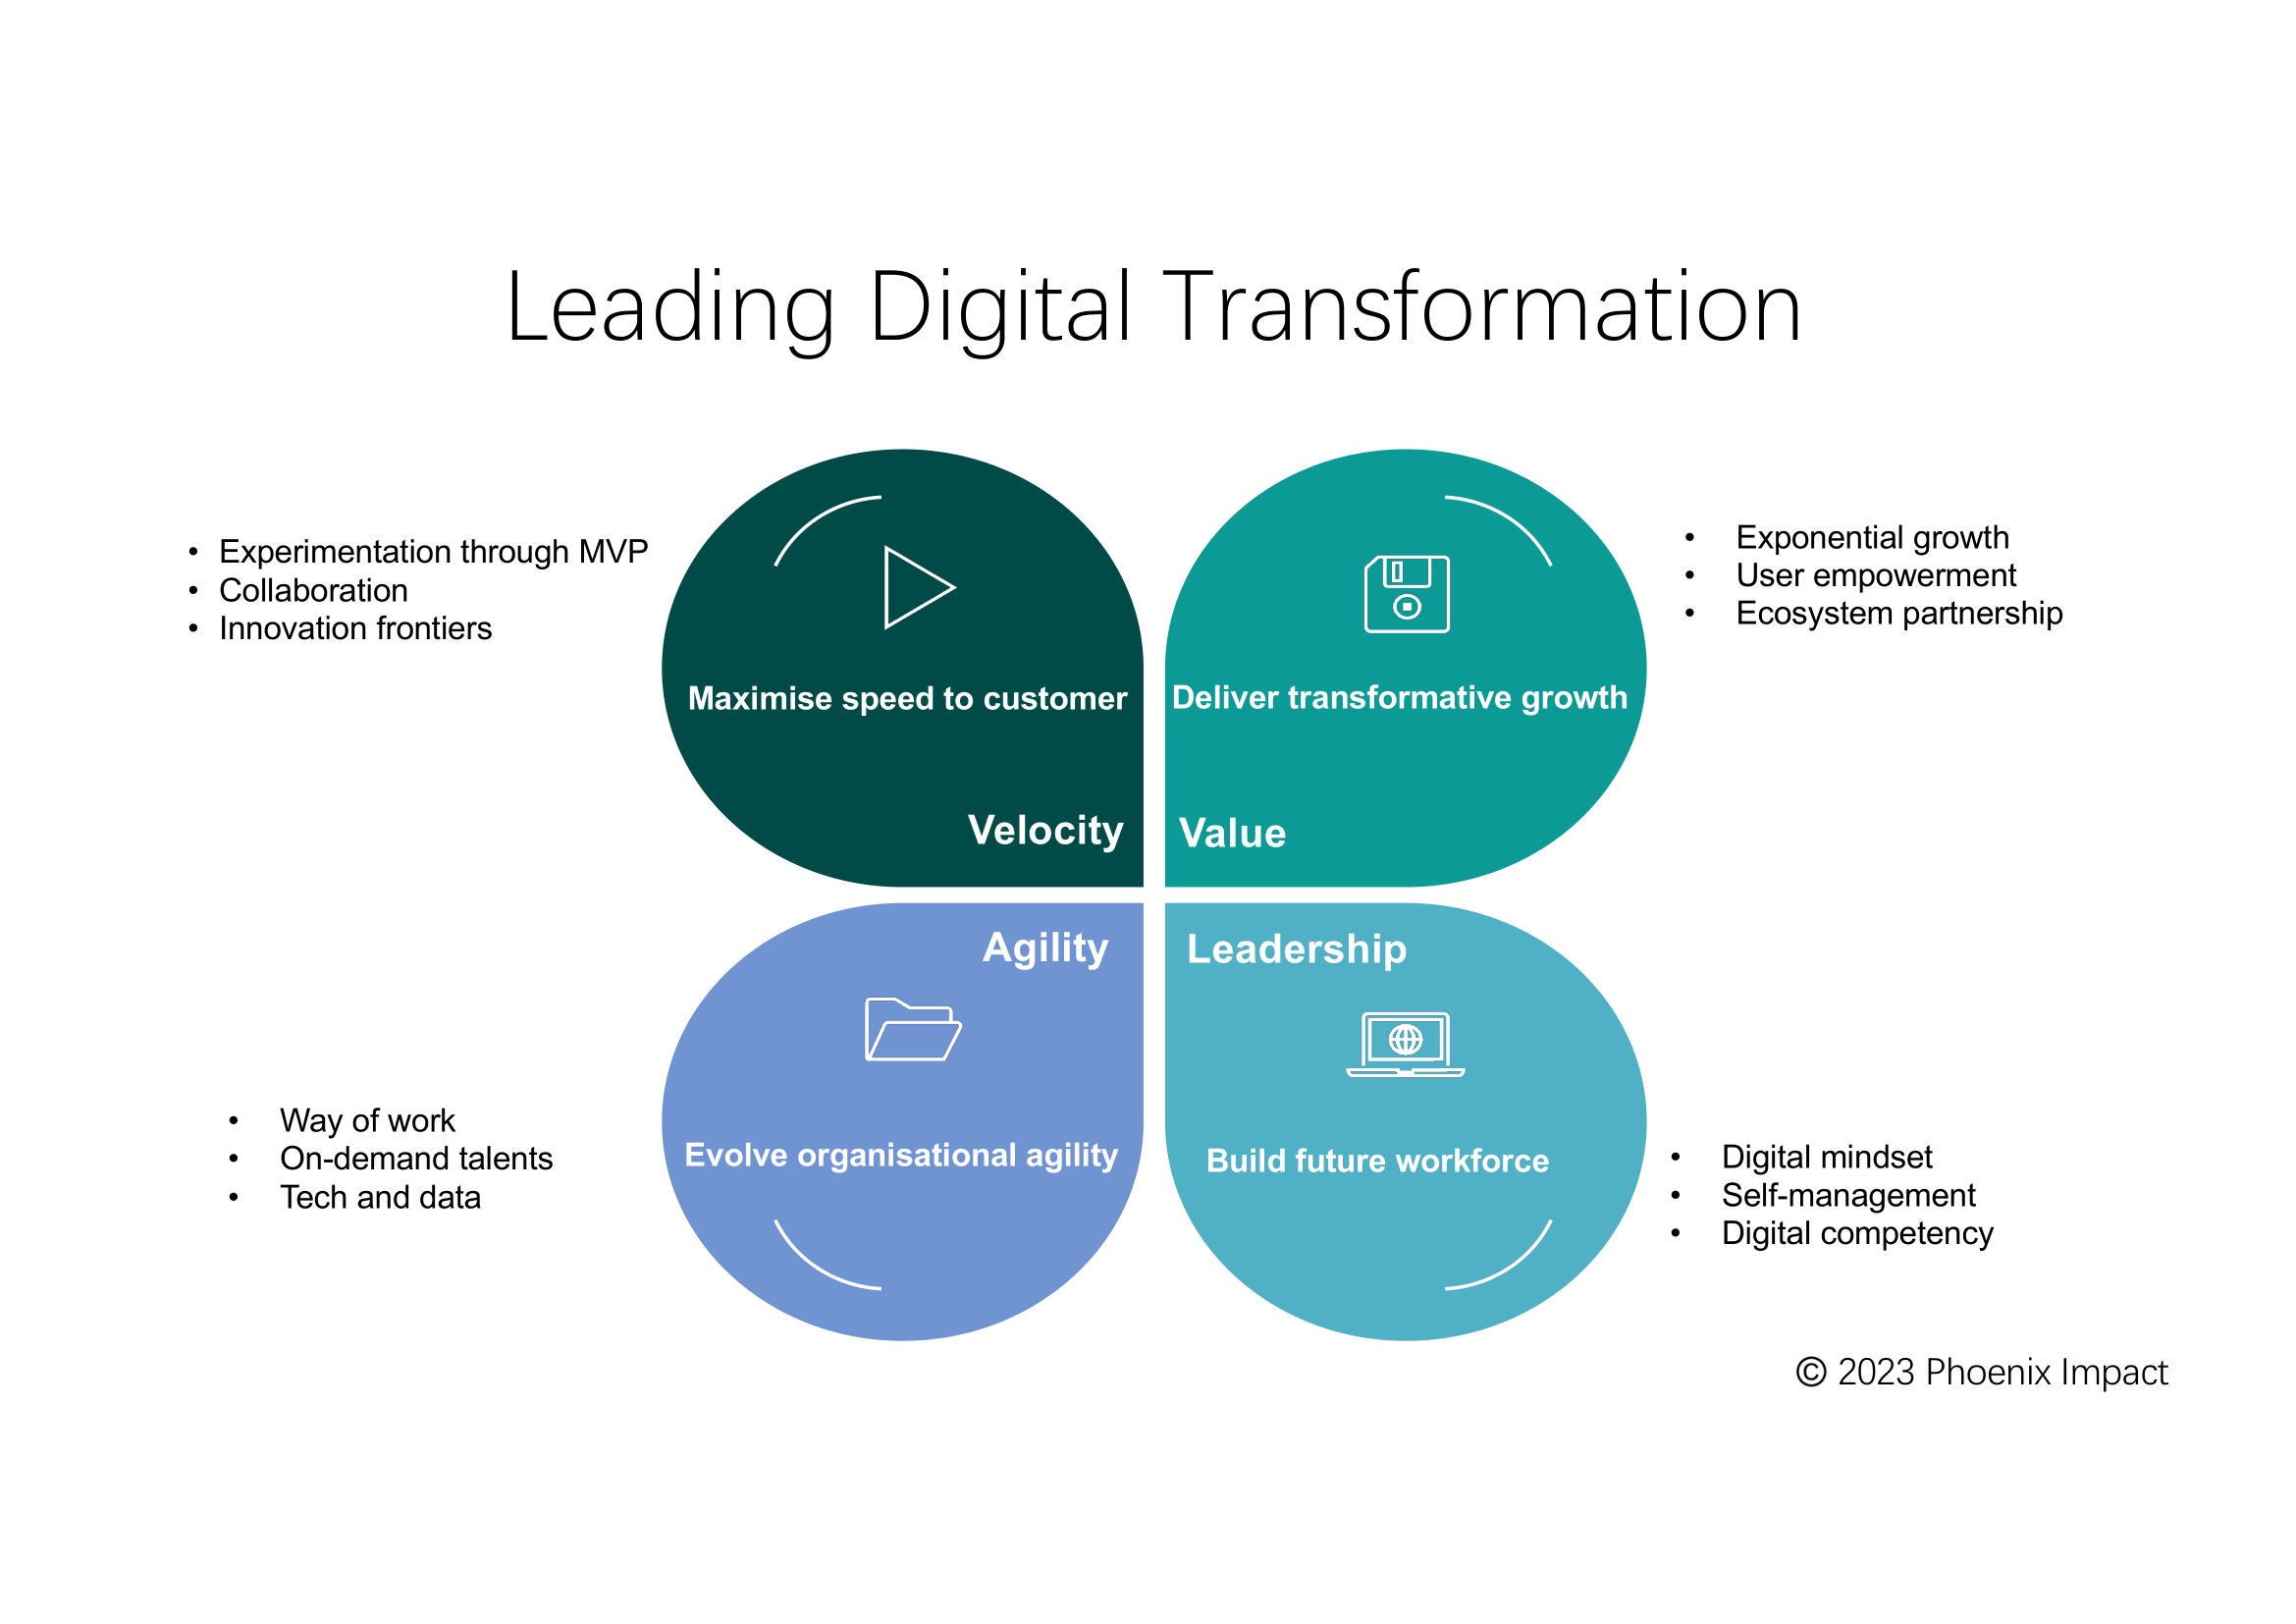 Leading Digital Transformation
• Experimentation through MVP
• Collaboration
• Innovation frontiers
Maximise speed to customer
Velocity
Deliver transformative growth
Value
• Exponential growth
• User empowerment
• Ecosystem partnership
Agility
Evolve organisational agility
• Way of work
• On-demand talents
• Tech and data
Leadership
Build future workforce
• Digital mindset
• Self-management
• Digital competency
© 2023 Phoenix Impact